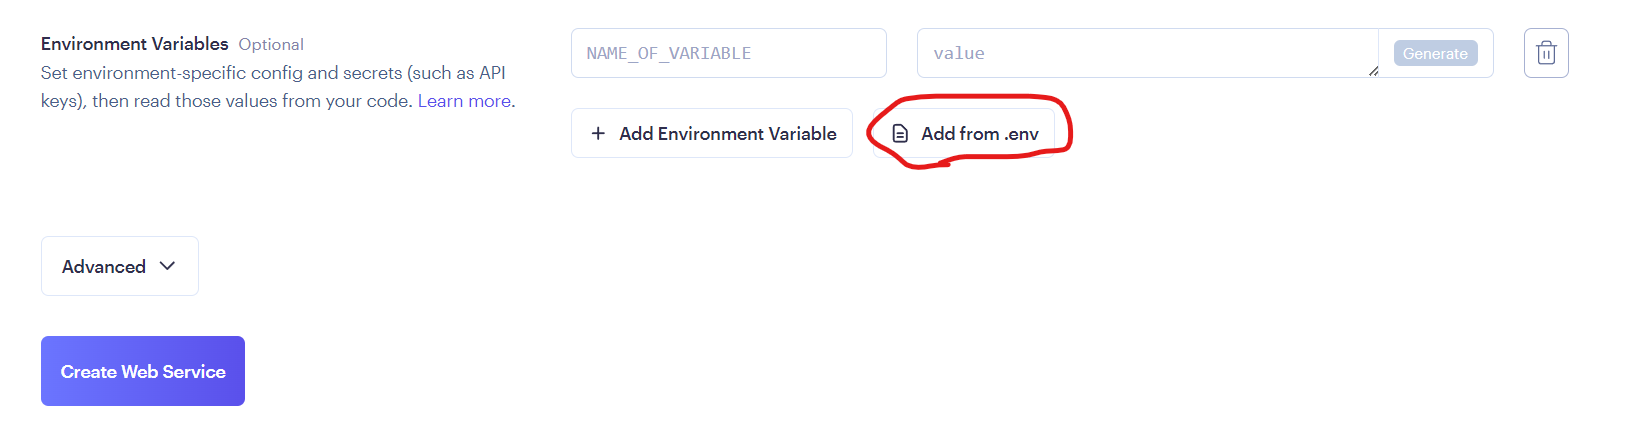 Environment Variables Optional
Set environment-specific config and secrets (such as API
keys), then read those values from your code. Learn more.
NAME_OF_VARIABLE
value
Generate
+ Add Environment Variable
Add from .env
Advanced
Create Web Service